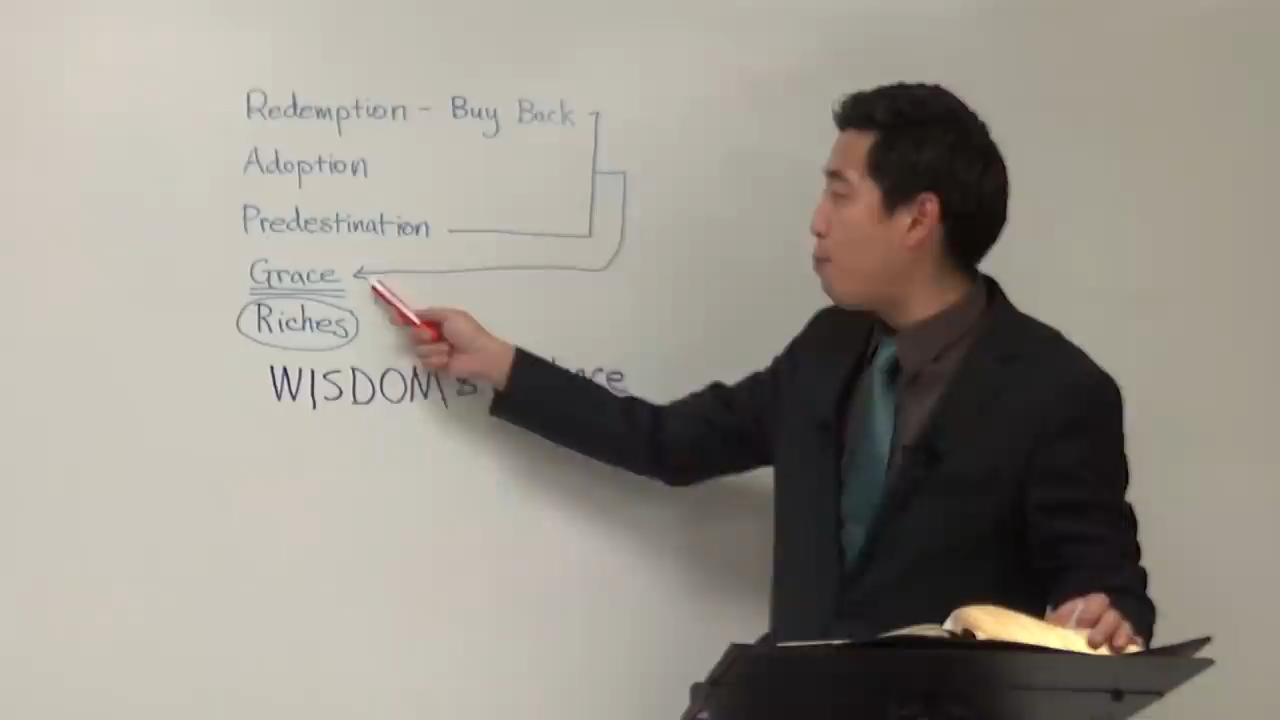 Redemption - Buy Back
Adoption
Predestination
Grace
Riches
WISDOM &